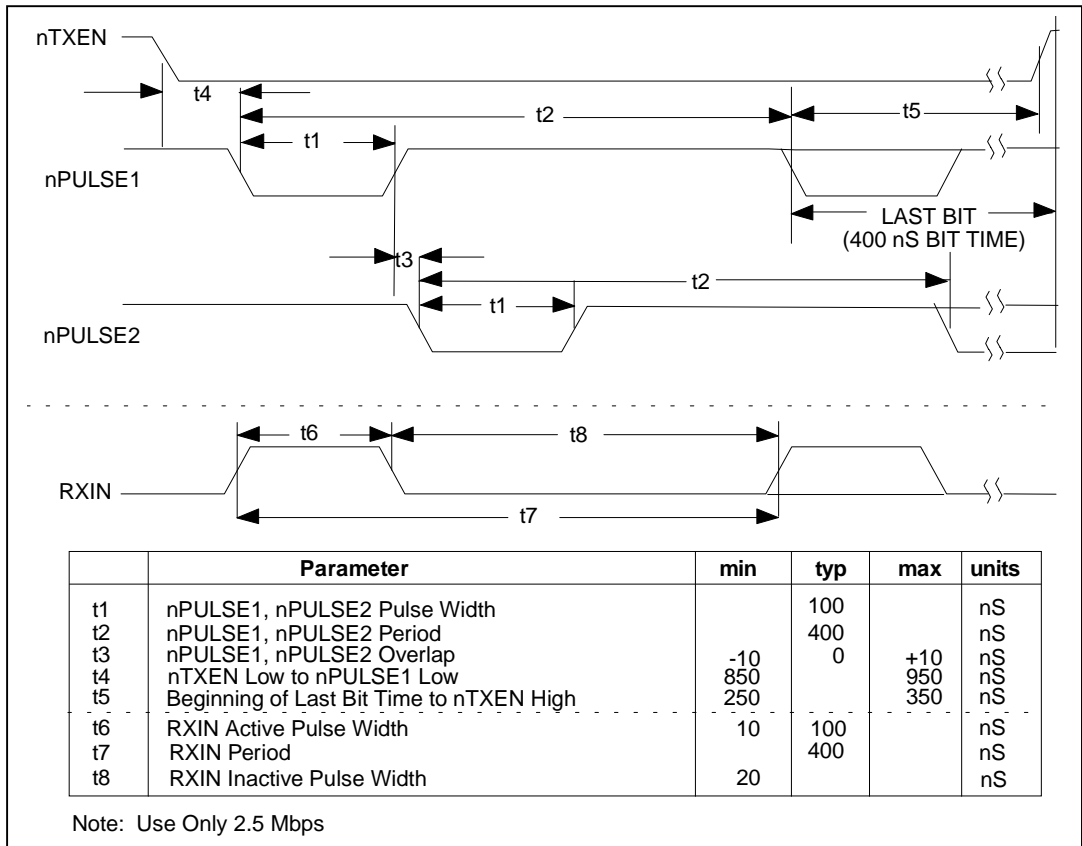 nTXEN
t4
t2
t5
t1
nPULSE1
LAST BIT
(400 nS BIT TIME)
t3
t2
t1
nPULSE2
t6
t8
RXIN
t7
Parameter min typ max units
t1 nPULSE1, nPULSE2 Pulse Width 100 nS
t2 nPULSE1, nPULSE2 Period 400 nS
t3 nPULSE1, nPULSE2 Overlap -10 0 +10 nS
t4 nTXEN Low to nPULSE1 Low 850 950 nS
t5 Beginning of Last Bit Time to nTXEN High 250 350 nS
t6 RXIN Active Pulse Width 10 100 nS
t7 RXIN Period 400 nS
t8 RXIN Inactive Pulse Width 20 nS
Note: Use Only 2.5 Mbps